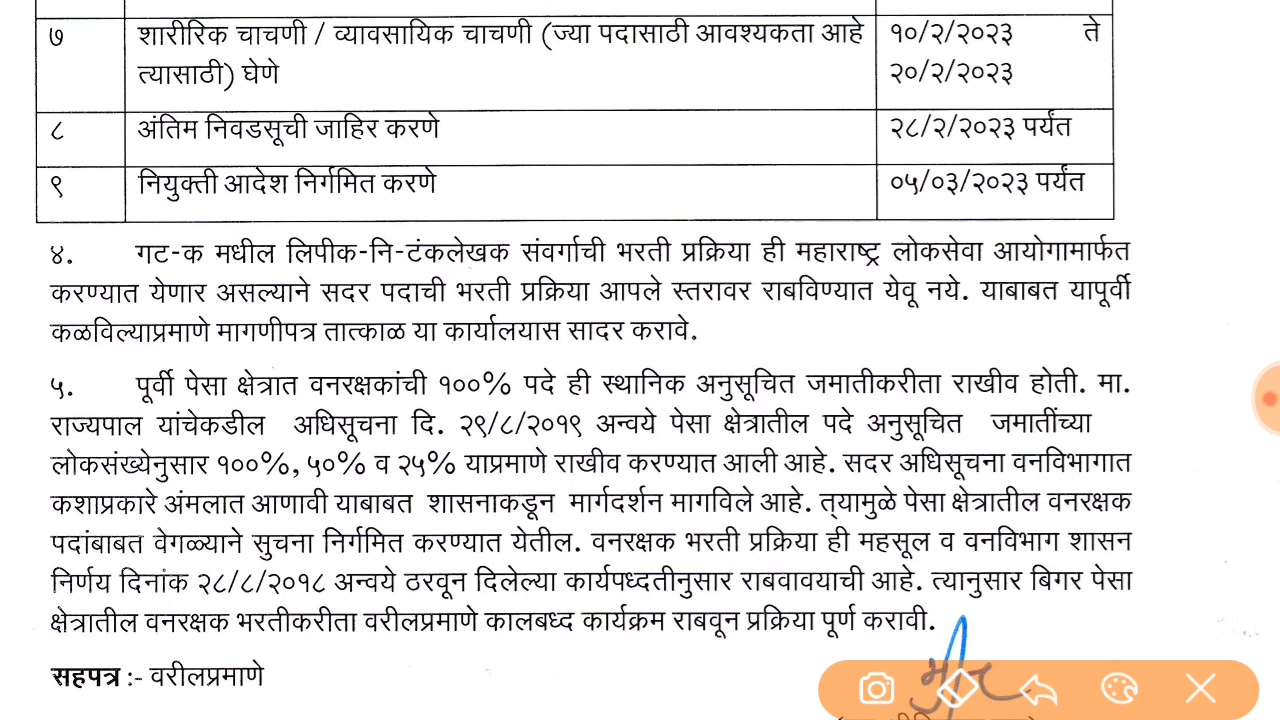 ७ शारीरिक चाचणी / व्यावसायिक चाचणी (ज्या पदासाठी आवश्यकता आहे १०/२/२०२३ ते
त्यासाठी) घेणे २०/२/२०२३
८ अंतिम निवडसूची जाहिर करणे २८/२/२०२३ पर्यंत
९ नियुक्ती आदेश निर्गमित करणे ०५/०३/२०२३ पर्यंत
४. गट-क मधील लिपीक-नि-टंकलेखक संवर्गाची भरती प्रक्रिया ही महाराष्ट्र लोकसेवा आयोगामार्फत
करण्यात येणार असल्याने सदर पदाची भरती प्रक्रिया आपले स्तरावर राबविण्यात येवू नये. याबाबत यापूर्वी
कळविल्याप्रमाणे मागणीपत्र तात्काळ या कार्यालयास सादर करावे.
५. पूर्वी पेसा क्षेत्रात वनरक्षकांची १००% पदे ही स्थानिक अनुसूचित जमातीकरीता राखीव होती. मा.
राज्यपाल यांचेकडील अधिसूचना दि. २९/८/२०१९ अन्वये पेसा क्षेत्रातील पदे अनुसूचित जमातींच्या
लोकसंख्येनुसार १००%, ५०% व २५% याप्रमाणे राखीव करण्यात आली आहे. सदर अधिसूचना वनविभागात
कशाप्रकारे अंमलात आणावी याबाबत शासनाकडून मार्गदर्शन मागविले आहे. त्यामुळे पेसा क्षेत्रातील वनरक्षक
पदांबाबत वेगळ्याने सुचना निर्गमित करण्यात येतील. वनरक्षक भरती प्रक्रिया ही महसूल व वनविभाग शासन
निर्णय दिनांक २८/८/२०१८ अन्वये ठरवून दिलेल्या कार्यपध्दतीनुसार राबवावयाची आहे. त्यानुसार बिगर पेसा
क्षेत्रातील वनरक्षक भरतीकरीता वरीलप्रमाणे कालबध्द कार्यक्रम राबवून प्रक्रिया पूर्ण करावी.
सहपत्र :- वरीलप्रमाणे